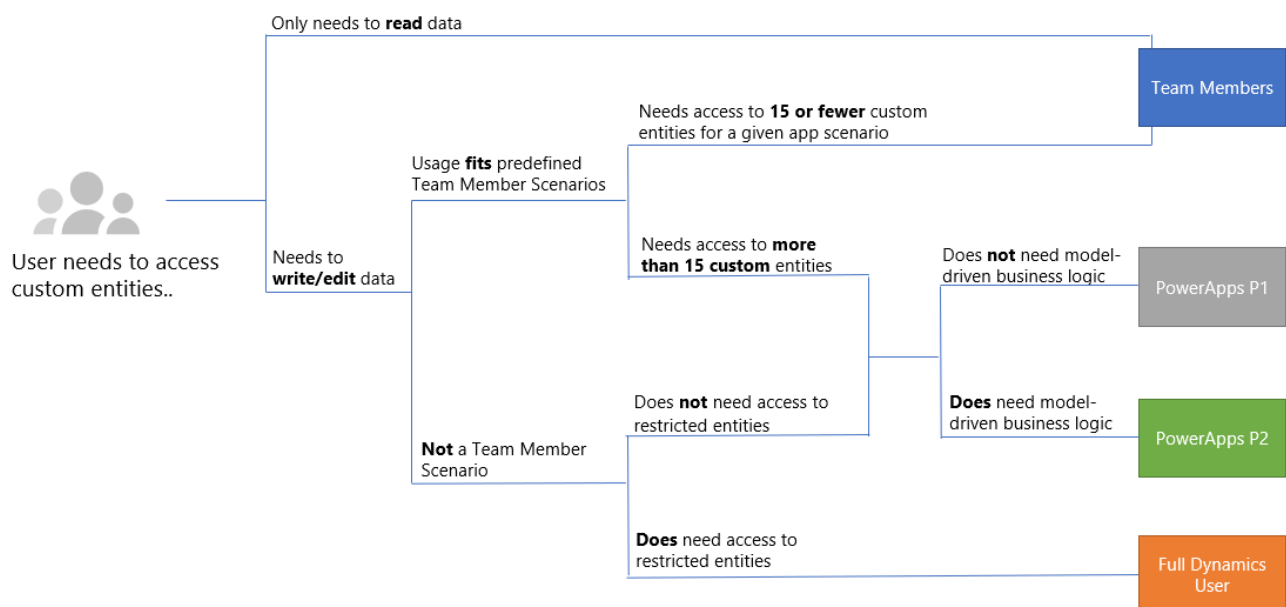 Only needs to read data
Team Members
Needs access to 15 or fewer custom
entities for a given app scenario
Usage fits predefined
Team Member Scenarios
User needs to access
custom entities..
Needs to
write/edit data
Needs access to more
than 15 custom entities
Does not need model-
driven business logic
PowerApps P1
Does not need access to
restricted entities
Does need model-
driven business logic
PowerApps P2
Not a Team Member
Scenario
Does need access to
restricted entities
Full Dynamics
User